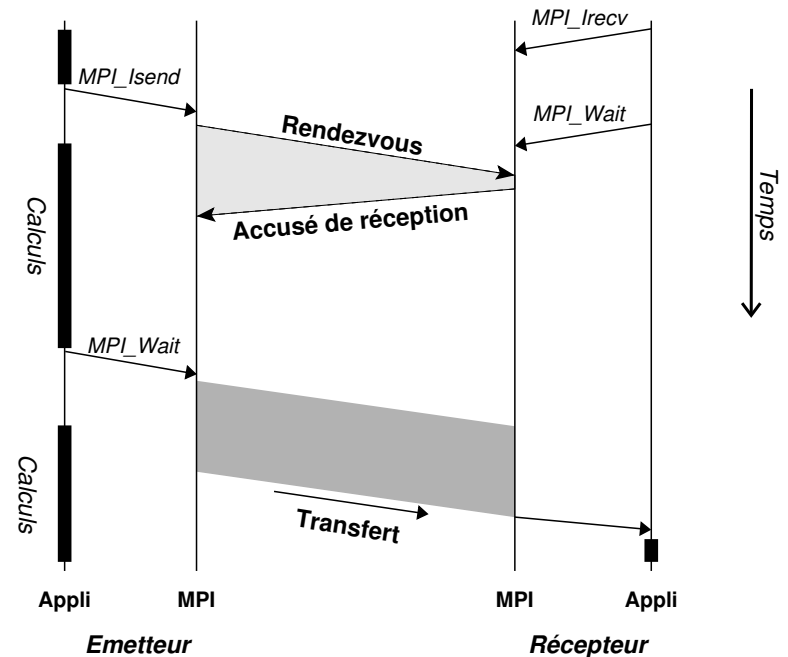 MPI_Irecv
MPI_Isend
MPI_Wait
Rendezvous
Temps
Calculs
Accusé de réception
MPI_Wait
Calculs
Transfert
Appli
MPI
MPI
Appli
Emetteur
Récepteur